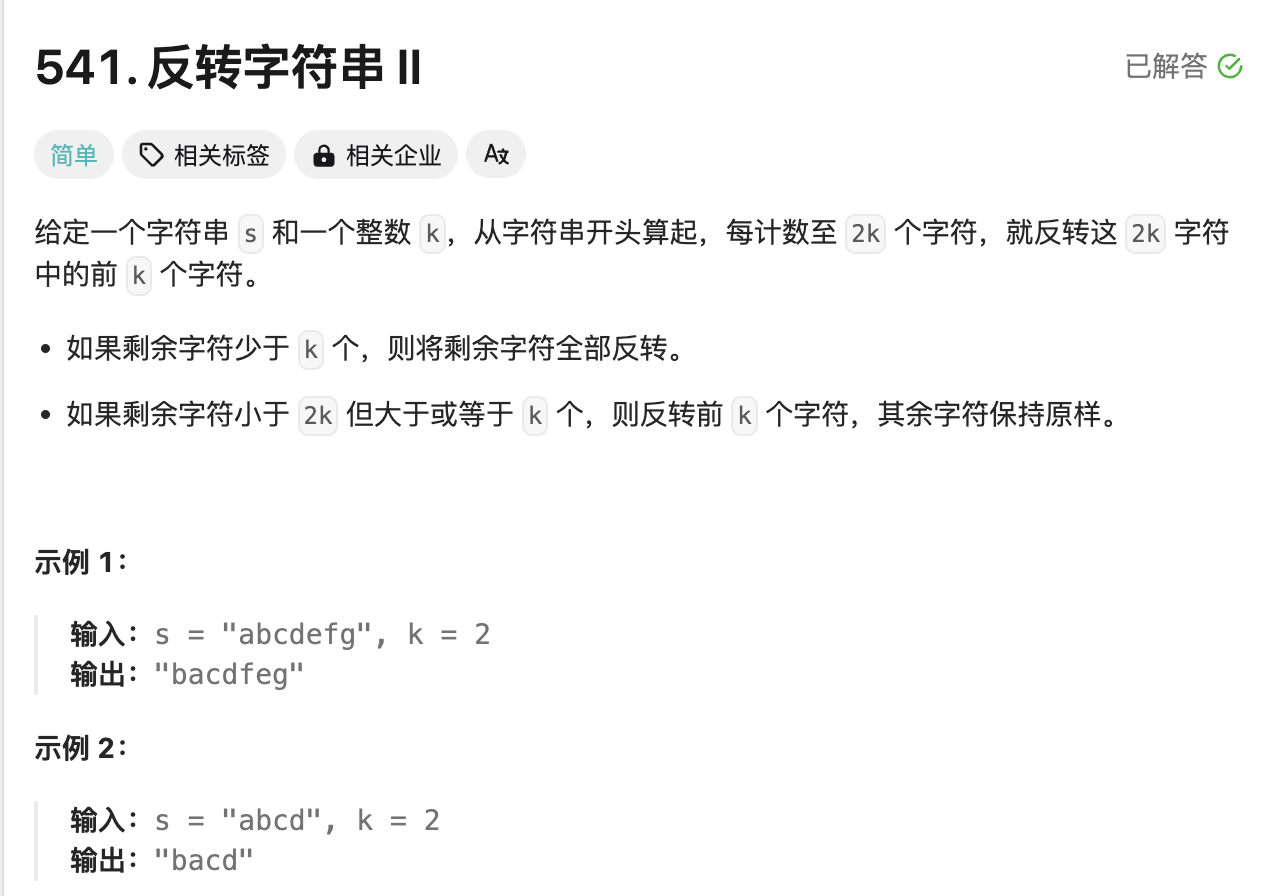 541. 反转字符串 II
已解答
简单 相关标签 相关企业
给定一个字符串 s 和一个整数 k，从字符串开头算起，每计数至 2k 个字符，就反转这 2k 字符
中的前 k 个字符。
• 如果剩余字符少于 k 个，则将剩余字符全部反转。
• 如果剩余字符小于 2k 但大于或等于 k 个，则反转前 k 个字符，其余字符保持原样。
示例 1：
输入：s = "abcdefg", k = 2
输出："bacdfeg"
示例 2：
输入：s = "abcd", k = 2
输出："bacd"